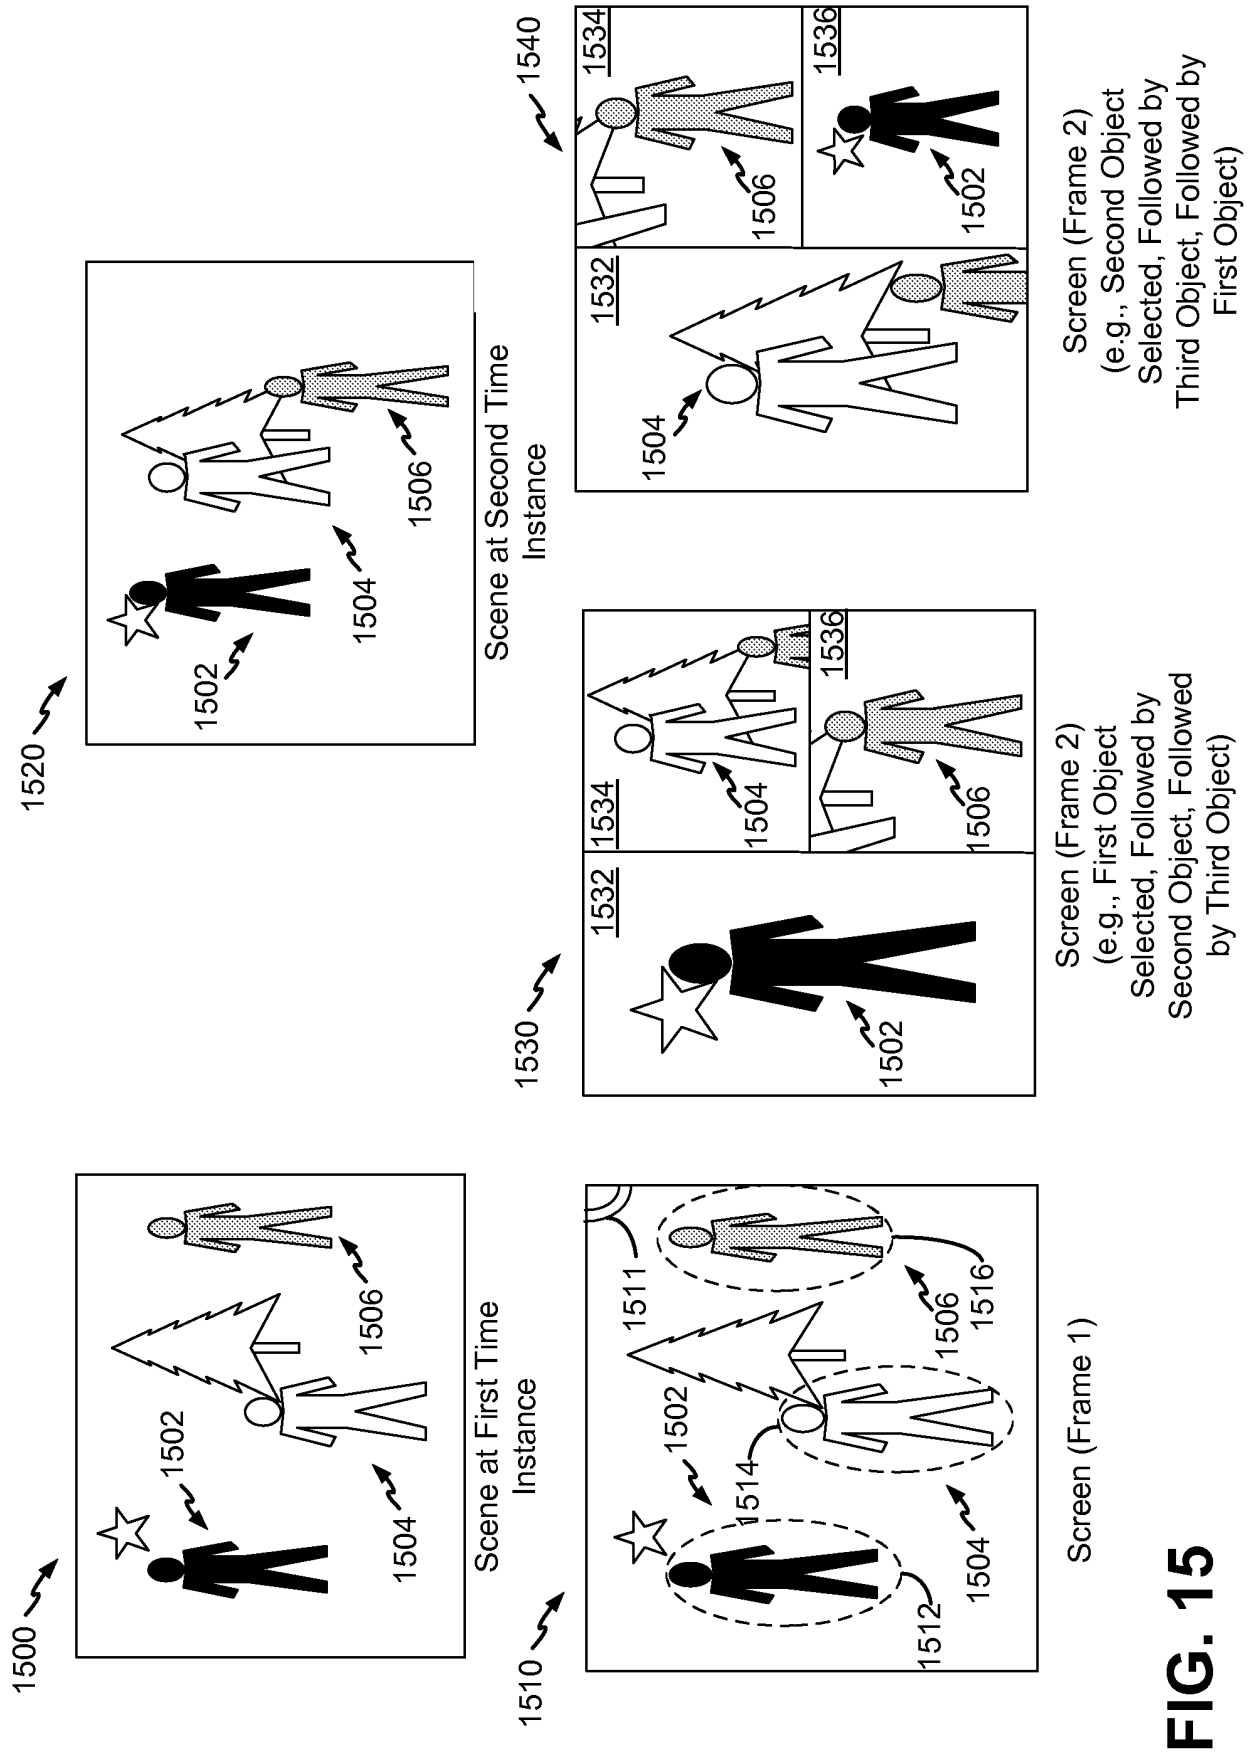 1500
1502
1504
1506
Scene at First Time
Instance
1520
1502
1504
1506
Scene at Second Time
Instance
1510
1511
1502
1514
1512
1504
1506
1516
Screen (Frame 1)
1530
1532
1502
1534
1504
1536
1506
Screen (Frame 2)
(e.g., First Object
Selected, Followed by
Second Object, Followed
by Third Object)
1540
1532
1504
1534
1506
1536
1502
Screen (Frame 2)
(e.g., Second Object
Selected, Followed by
Third Object, Followed by
First Object)
FIG. 15